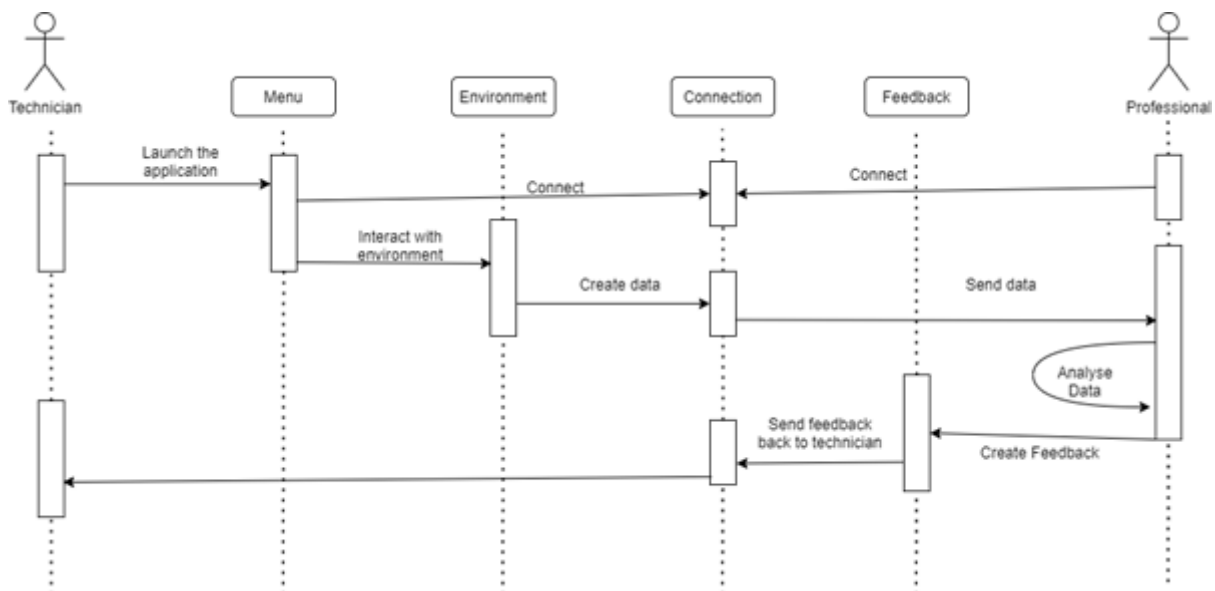 Technician
Menu
Environment
Connection
Feedback
Professional
Launch the
application
Connect
Connect
Interact with
environment
Create data
Send data
Analyse
Data
Send feedback
back to technician
Create Feedback